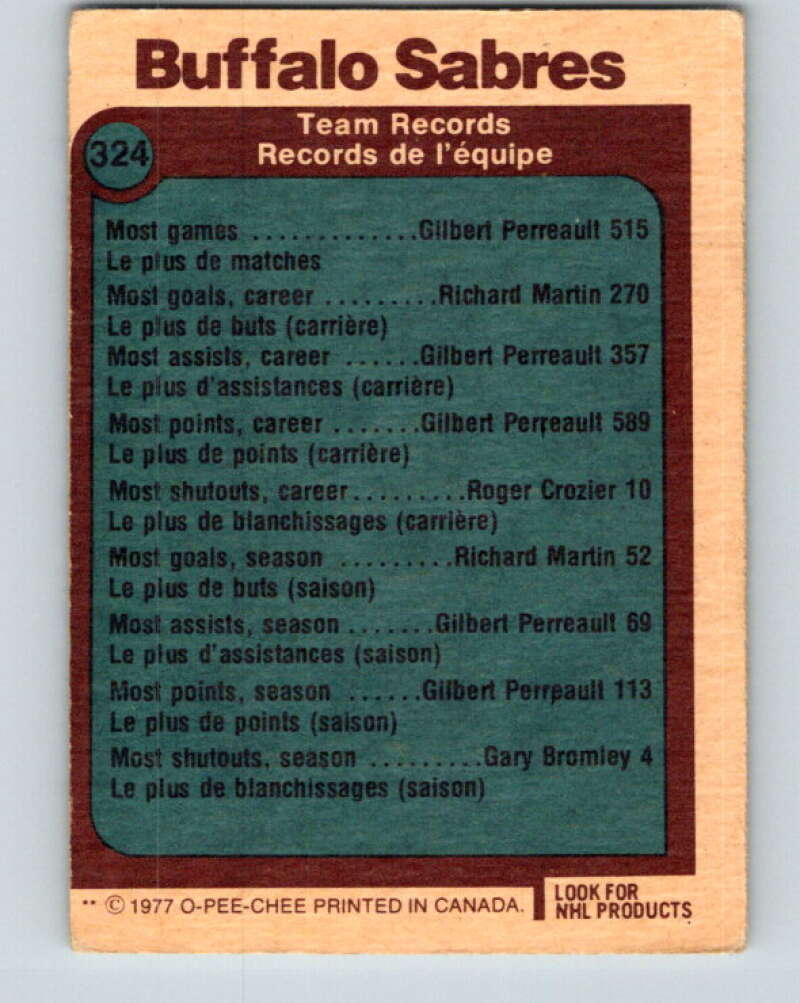 Buffalo Sabres
324
Team Records
Records de l'équipe
Most games .............Gilbert Perreault 515
Le plus de matches
Most goals, career .........Richard Martin 270
Le plus de buts (carrière)
Most assists, career ......Gilbert Perreault 357
Le plus d'assistances (carrière)
Most points, career .......Gilbert Perreault 589
Le plus de points (carrière)
Most shutouts, career.........Roger Crozier 10
Le plus de blanchissages (carrière)
Most goals, season .........Richard Martin 52
Le plus de buts (saison)
Most assists, season .......Gilbert Perreault 69
Le plus d'assistances (saison)
Most points, season ......Gilbert Perreault 113
Le plus de points (saison)
Most shutouts, season .........Gary Bromley 4
Le plus de blanchissages (saison)
** © 1977 O-PEE-CHEE PRINTED IN CANADA.
LOOK FOR
NHL PRODUCTS